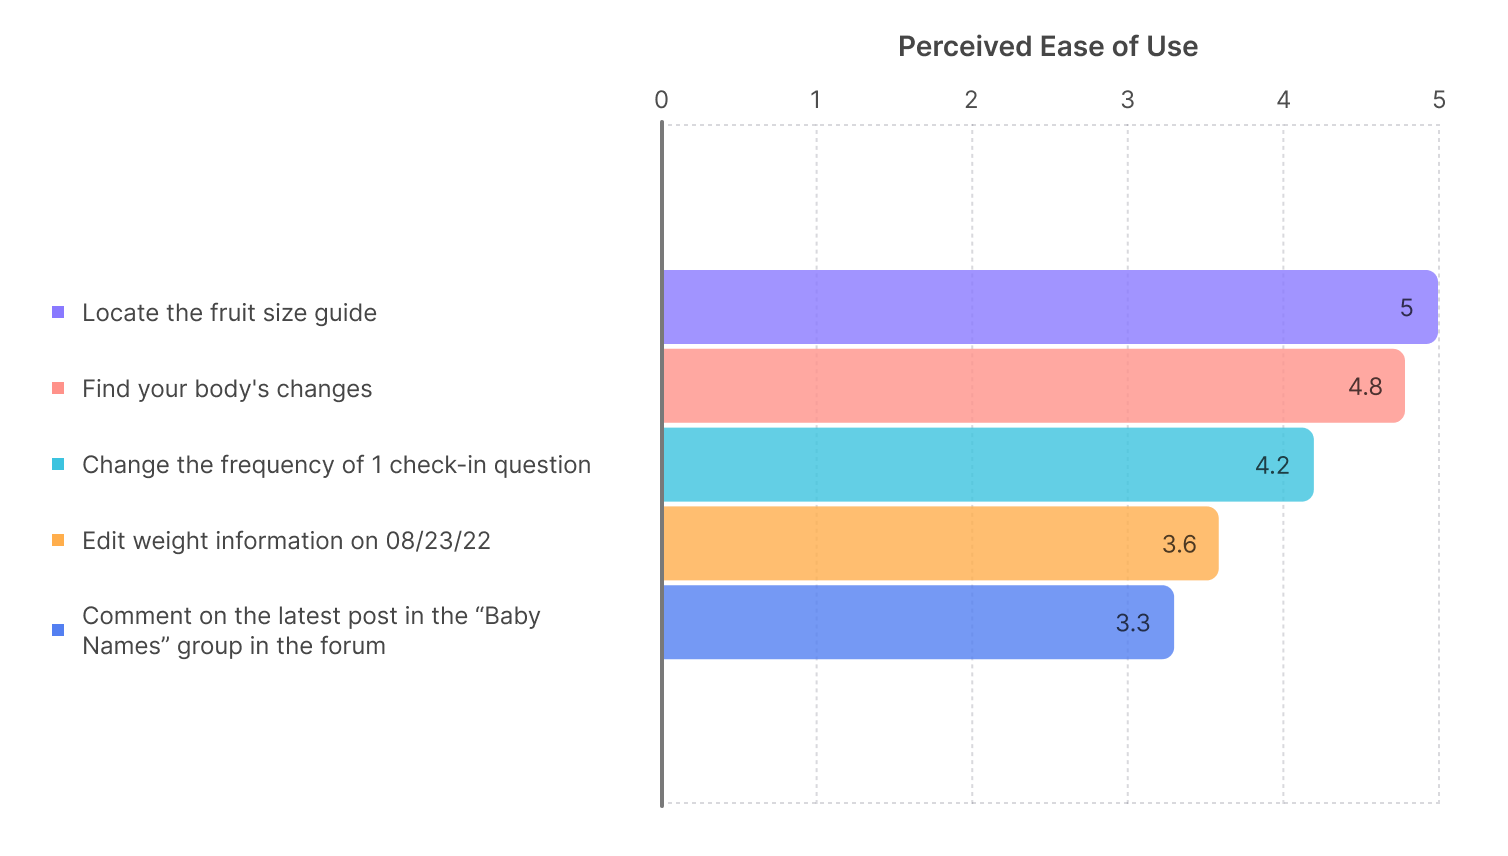 Perceived Ease of Use
0 1 2 3 4 5
Locate the fruit size guide
5
Find your body's changes
4.8
Change the frequency of 1 check-in question
4.2
Edit weight information on 08/23/22
3.6
Comment on the latest post in the “Baby
Names” group in the forum
3.3